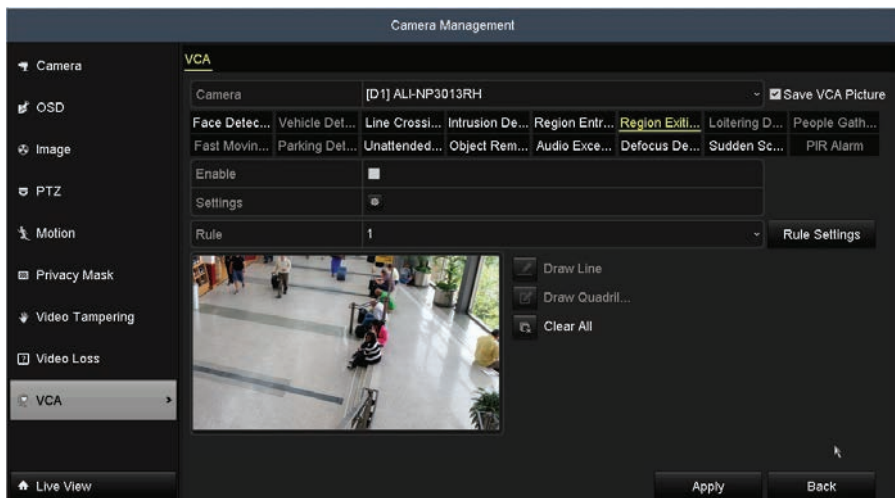 Camera Management
Camera
OSD
Image
PTZ
Motion
Privacy Mask
Video Tampering
Video Loss
VCA
Live View
VCA
Camera [D1] ALI-NP3013RH Save VCA Picture
Face Detec... Vehicle Det... Line Crossi... Intrusion De... Region Entr... Region Exiti... Loitering D... People Gath...
Fast Movin... Parking Det... Unattended... Object Rem... Audio Exce... Defocus De... Sudden Sc... PIR Alarm
Enable
Settings
Rule 1 Rule Settings
Draw Line
Draw Quadril...
Clear All
Apply Back